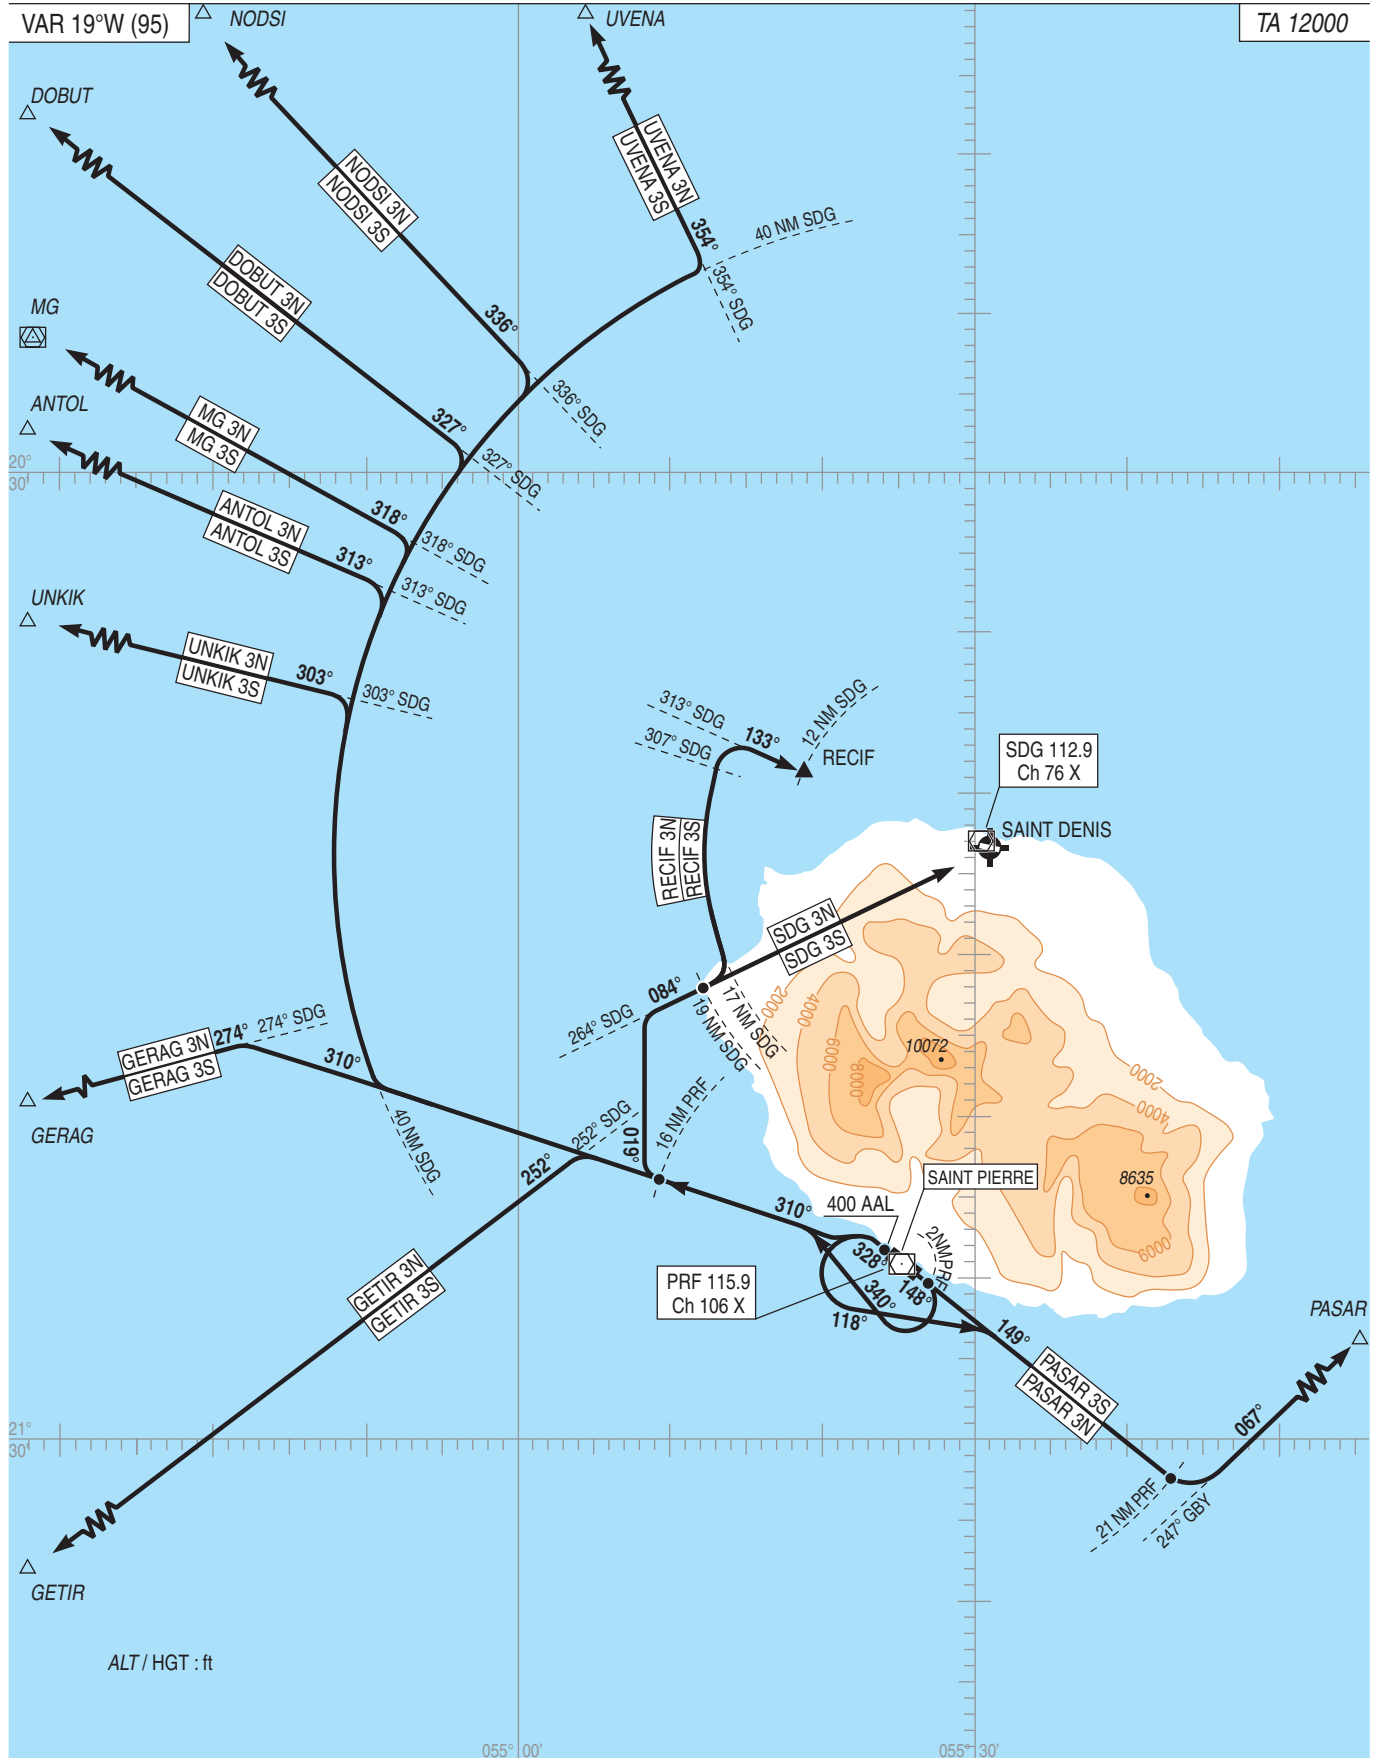 VAR 19°W (95)
NODSI
UVENA
TA 12000
DOBUT
UVENA 3N
UVENA 3S
NODSI 3N
NODSI 3S
354°
40 NM SDG
354° SDG
DOBUT 3N
DOBUT 3S
MG
336°
336° SDG
ANTOL
MG 3N
MG 3S
327°
327° SDG
20°
30'
ANTOL 3N
ANTOL 3S
318°
318° SDG
313°
313° SDG
UNKIK
UNKIK 3N
UNKIK 3S
303°
303° SDG
313° SDG
307° SDG
133°
12 NM SDG
RECIF
SDG 112.9
Ch 76 X
SAINT DENIS
RECIF 3N
RECIF 3S
SDG 3N
SDG 3S
084°
264° SDG
17 NM SDG
19 NM SDG
2000
4000
6000
8000
10072
2000
4000
8635
6000
GERAG 3N
GERAG 3S
274°
274° SDG
310°
GERAG
40 NM SDG
252° SDG
252°
019°
16 NM PRF
310°
400 AAL
SAINT PIERRE
2NM PRF
328°
340°
148°
118°
PRF 115.9
Ch 106 X
149°
PASAR
GETIR 3N
GETIR 3S
PASAR 3S
PASAR 3N
067°
21°
30'
21 NM PRF
247° GBY
GETIR
ALT / HGT : ft
055° 00'
055° 30'